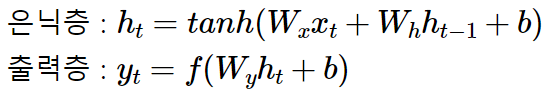 은닉층 : h_t = tanh(W_x x_t + W_h h_{t−1} + b)
출력층 : y_t = f(W_y h_t + b)